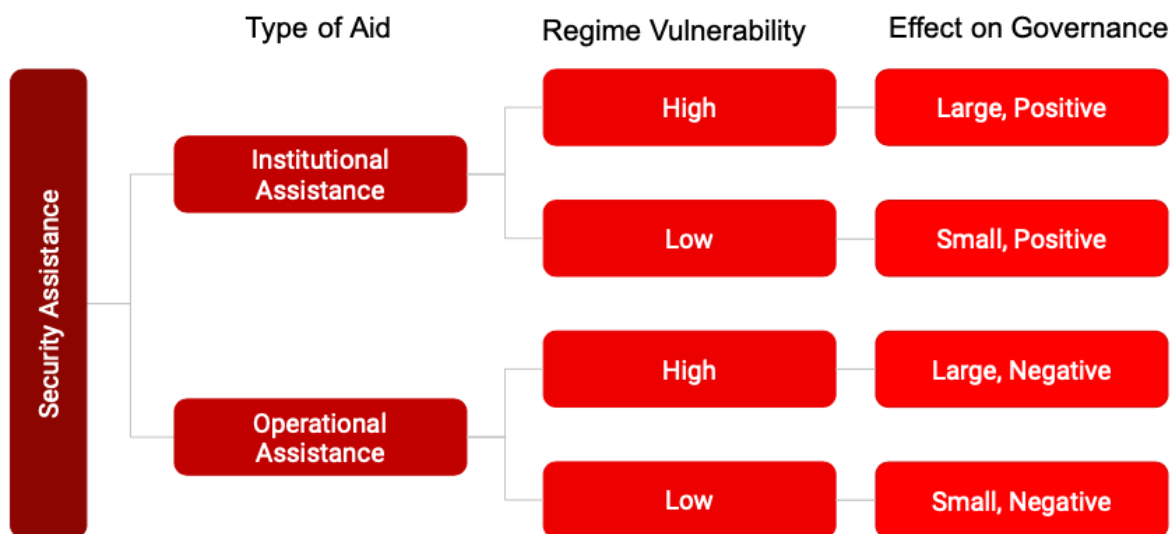 Type of Aid
Regime Vulnerability
Effect on Governance
Security Assistance
Institutional
Assistance
High
Large, Positive
Low
Small, Positive
Operational
Assistance
High
Large, Negative
Low
Small, Negative